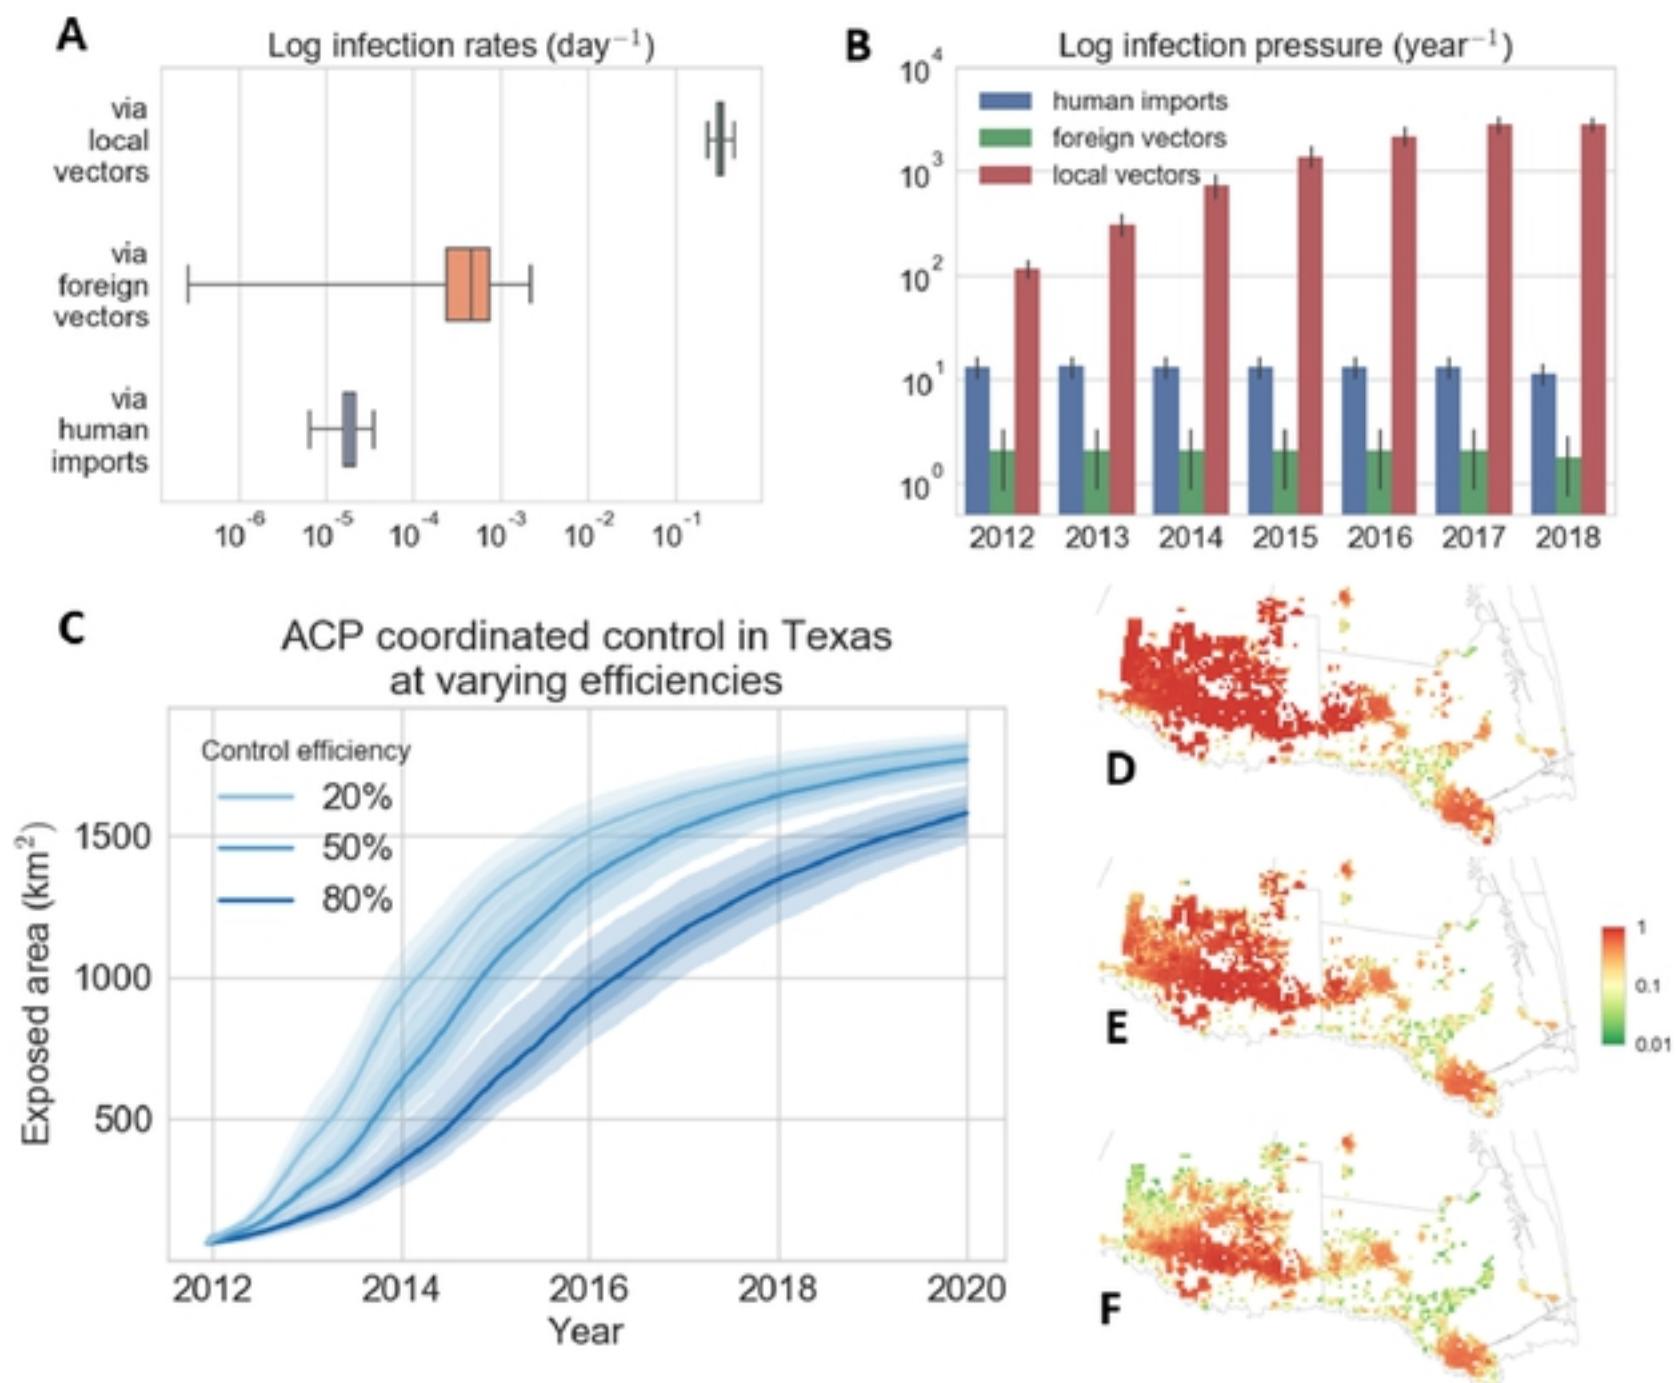 A
Log infection rates (day⁻¹)
via
local
vectors
via
foreign
vectors
via
human
imports
10⁻⁶ 10⁻⁵ 10⁻⁴ 10⁻³ 10⁻² 10⁻¹
B
Log infection pressure (year⁻¹)
10⁴
10³
10²
10¹
10⁰
human imports
foreign vectors
local vectors
2012 2013 2014 2015 2016 2017 2018
C
ACP coordinated control in Texas
at varying efficiencies
Control efficiency
20%
50%
80%
Exposed area (km²)
1500
1000
500
2012 2014 2016 2018 2020
Year
D
E
F
1
0.1
0.01